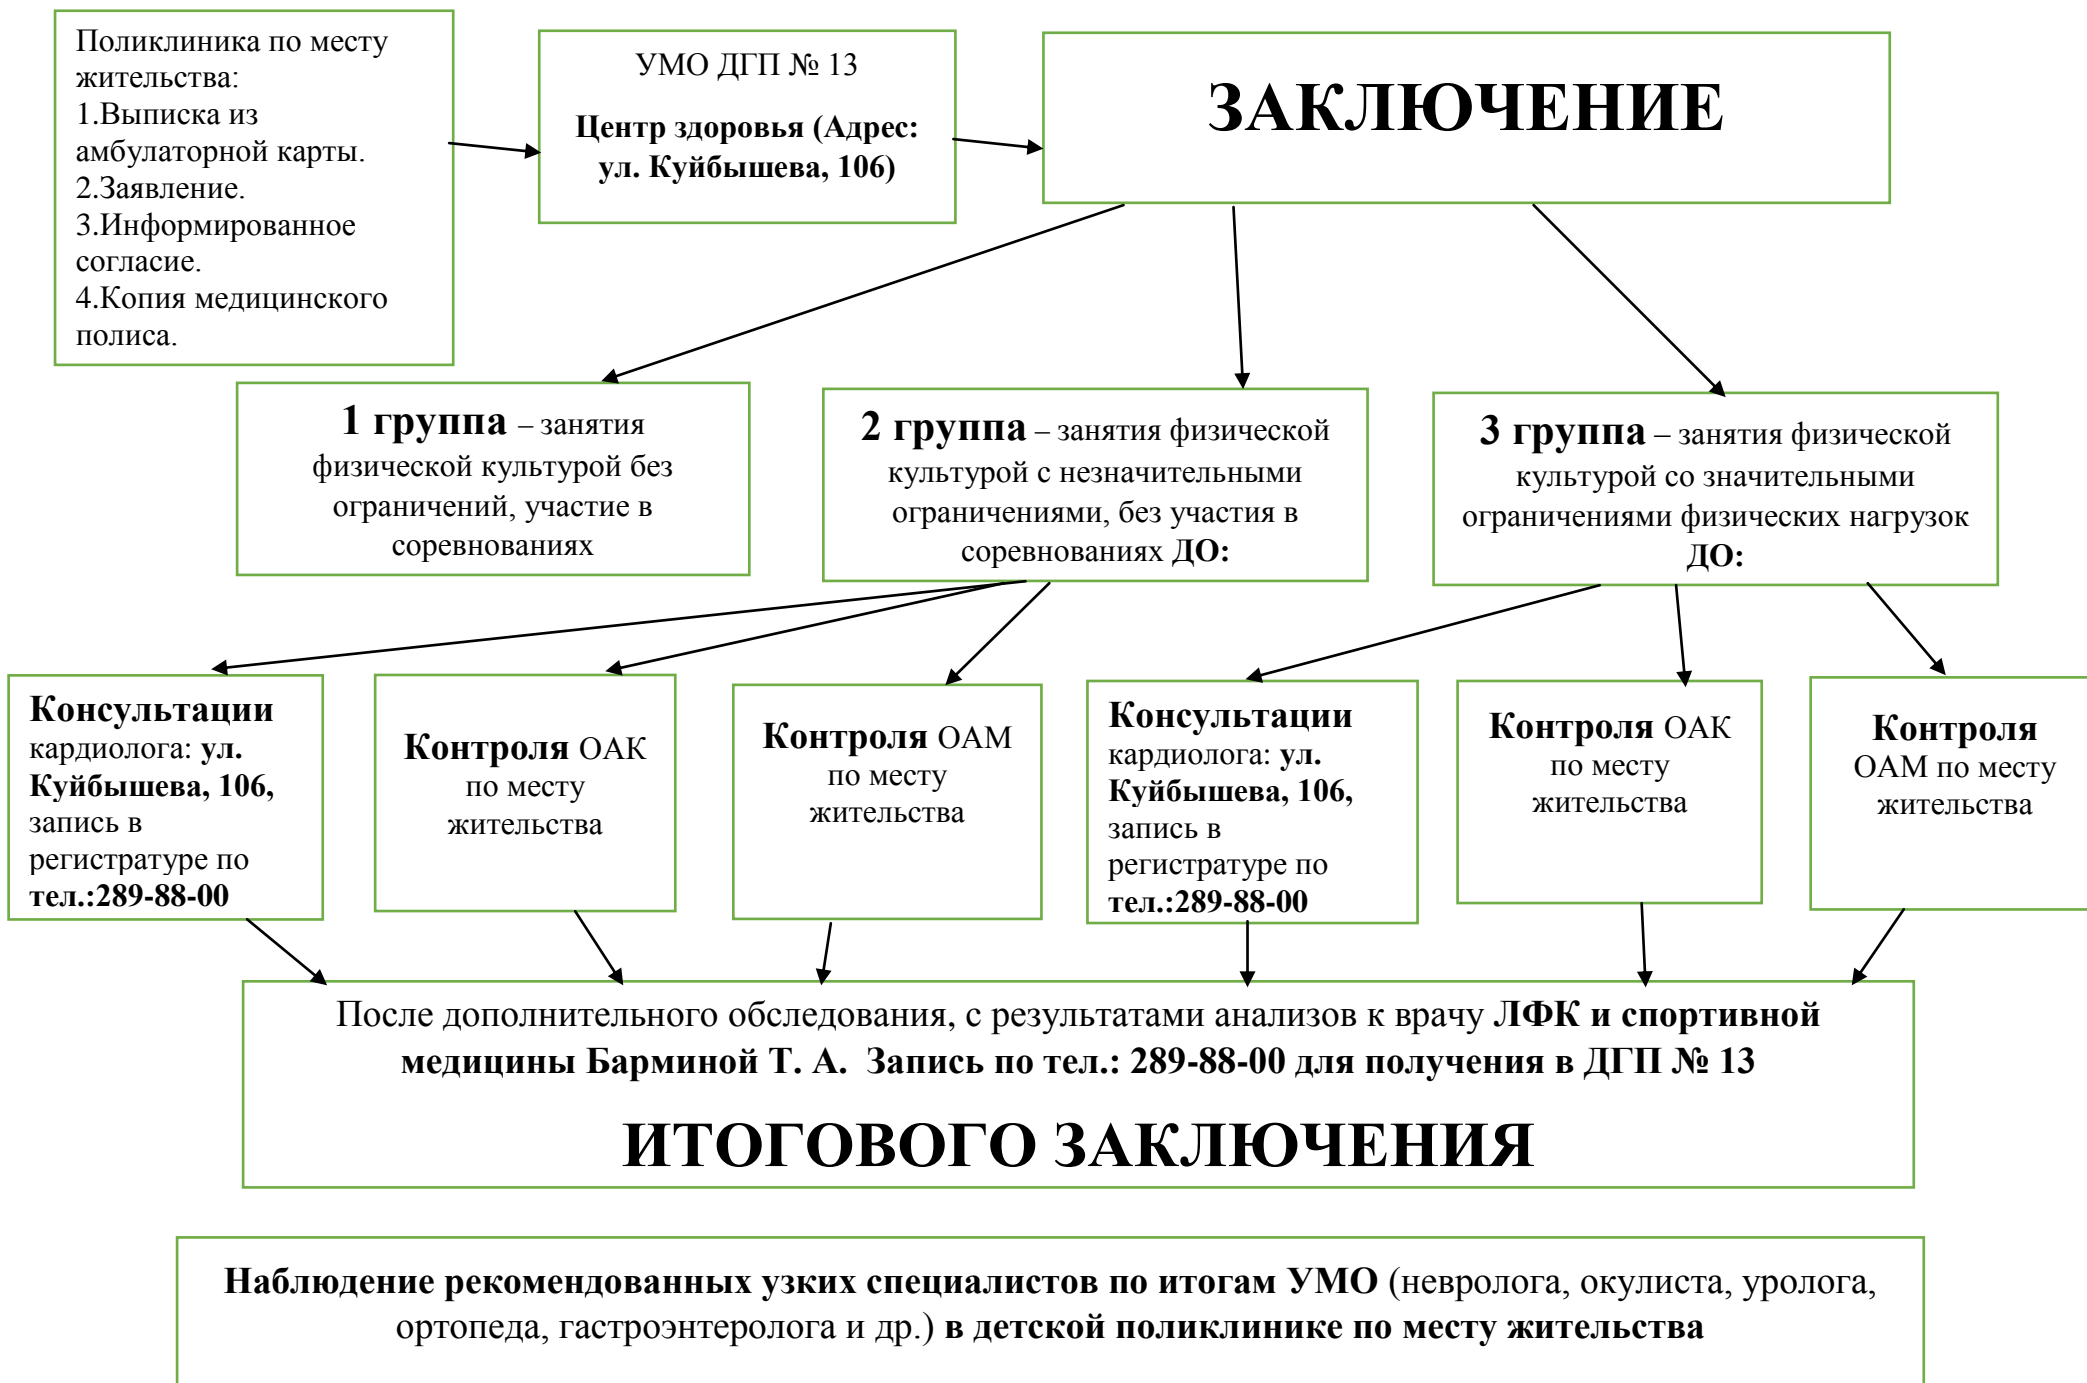 Поликлиника по месту
жительства:
1.Выписка из
амбулаторной карты.
2.Заявление.
3.Информированное
согласие.
4.Копия медицинского
полиса.
УМО ДГП № 13
Центр здоровья (Адрес:
ул. Куйбышева, 106)
ЗАКЛЮЧЕНИЕ
1 группа – занятия
физической культурой без
ограничений, участие в
соревнованиях
2 группа – занятия физической
культурой с незначительными
ограничениями, без участия в
соревнованиях ДО:
3 группа – занятия физической
культурой со значительными
ограничениями физических нагрузок
ДО:
Консультации
кардиолога: ул.
Куйбышева, 106,
запись в
регистратуре по
тел.:289-88-00
Контроля ОАК
по месту
жительства
Контроля ОАМ
по месту
жительства
Консультации
кардиолога: ул.
Куйбышева, 106,
запись в
регистратуре по
тел.:289-88-00
Контроля ОАК
по месту
жительства
Контроля
ОАМ по месту
жительства
После дополнительного обследования, с результатами анализов к врачу ЛФК и спортивной
медицины Барминой Т. А. Запись по тел.: 289-88-00 для получения в ДГП № 13
ИТОГОВОГО ЗАКЛЮЧЕНИЯ
Наблюдение рекомендованных узких специалистов по итогам УМО (невролога, окулиста, уролога,
ортопеда, гастроэнтеролога и др.) в детской поликлинике по месту жительства